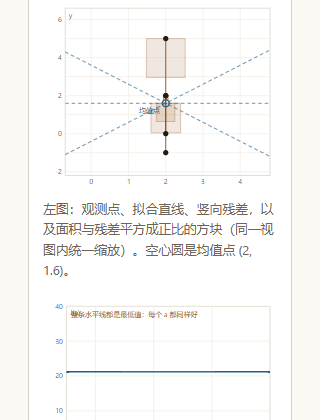 y
6
4
2
均值点
0
2
0 1 2 3 4
左图：观测点、拟合直线、竖向残差，以
及面积与残差平方成正比的方块（同一视
图内统一缩放）。空心圆是均值点 (2,
1.6)。
40
整条水平线都是最低值：每个 a 都同样好
30
20
10